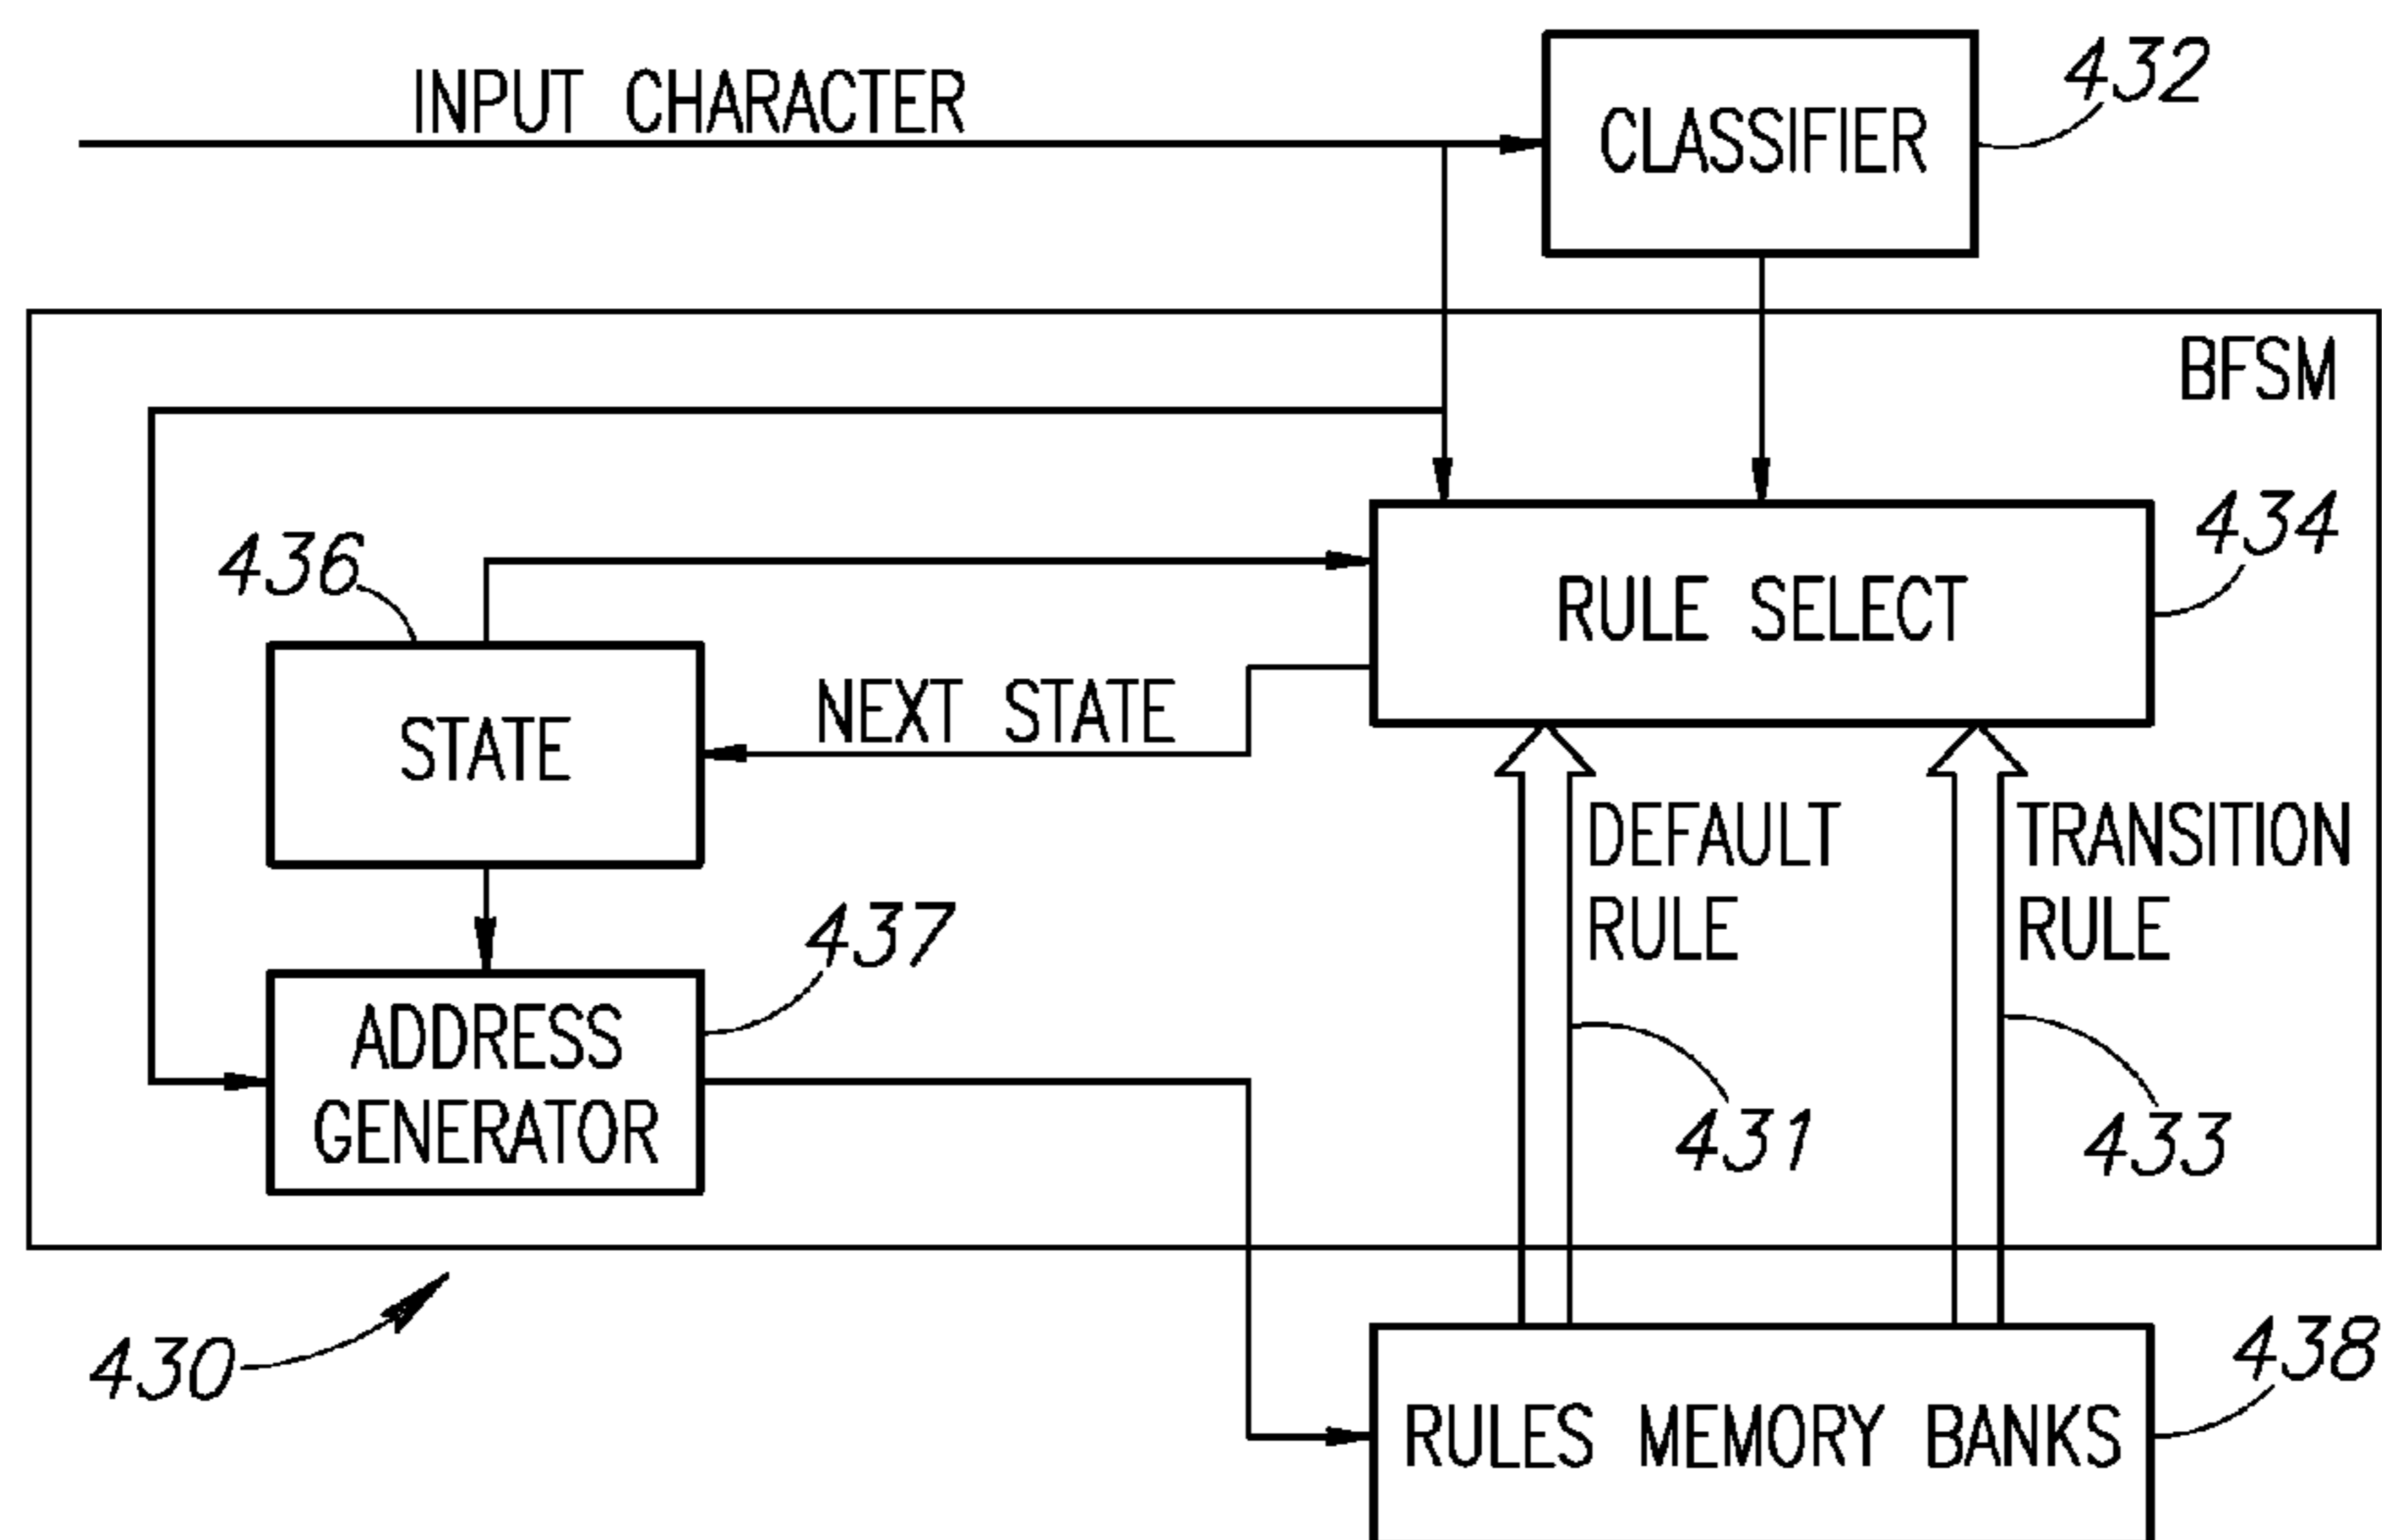 INPUT CHARACTER
CLASSIFIER
432
BFSM
436
434
RULE SELECT
STATE
NEXT STATE
DEFAULT
RULE
TRANSITION
RULE
437
ADDRESS
GENERATOR
431
433
430
438
RULES MEMORY BANKS